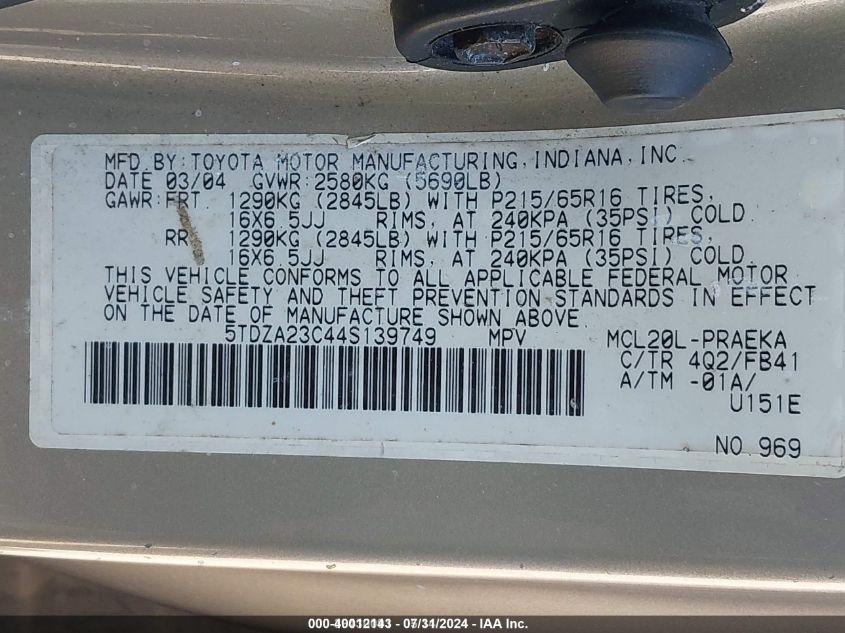 MFD.BY:TOYOTA MOTOR MANUFACTURING,INDIANA,INC.
DATE 03/04 GVWR:2580KG (5690LB)
GAWR:FRT. 1290KG (2845LB) WITH P215/65R16 TIRES,
16X6.5JJ RIMS, AT 240KPA (35PSI) COLD.
RR. 1290KG (2845LB) WITH P215/65R16 TIRES,
16X6.5JJ RIMS, AT 240KPA (35PSI) COLD.
THIS VEHICLE CONFORMS TO ALL APPLICABLE FEDERAL MOTOR
VEHICLE SAFETY AND THEFT PREVENTION STANDARDS IN EFFECT
ON THE DATE OF MANUFACTURE SHOWN ABOVE.
5TDZA23C44S139749 MPV MCL20L-PRAEKA
C/TR 4Q2/FB41
A/TM -01A/
U151E
NO.969
000-40012143 - 07/31/2024 - IAA Inc.